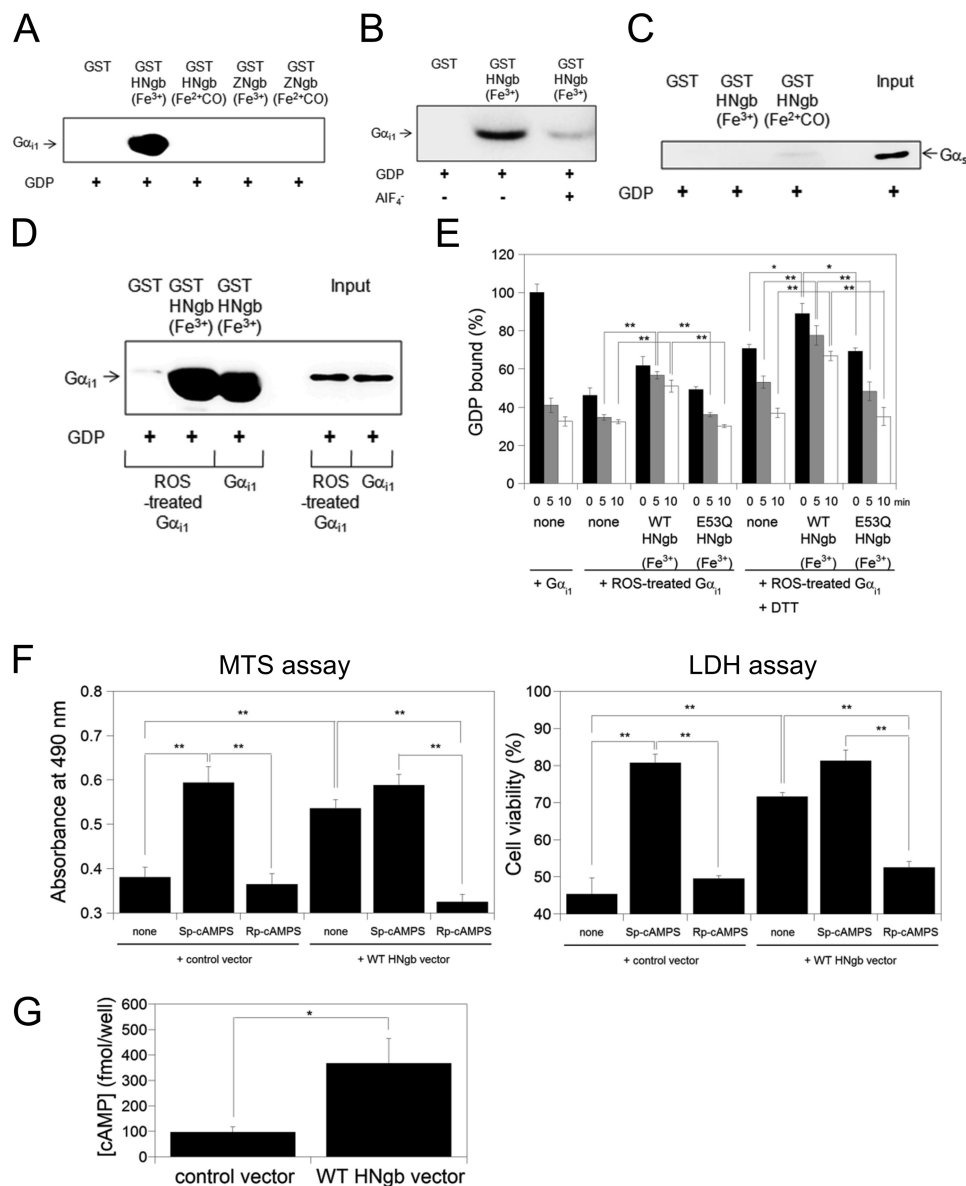 A
GST GST HNgb (Fe³⁺) GST HNgb (Fe²⁺CO) GST ZNgb (Fe³⁺) GST ZNgb (Fe²⁺CO)
Gαi1 →
GDP + + + + +
B
GST GST HNgb (Fe³⁺) GST HNgb (Fe³⁺)
Gαi1 →
GDP + + +
AlF₄⁻ - - +
C
GST GST HNgb (Fe³⁺) GST HNgb (Fe²⁺CO) Input
← Gαs
GDP + + + +
D
GST GST HNgb (Fe³⁺) GST HNgb (Fe³⁺) Input
Gαi1 →
GDP + + + + +
ROS -treated Gαi1 Gαi1 ROS -treated Gαi1 Gαi1
E
GDP bound (%)
120
100
80
60
40
20
0
** ** ** ** * * ** ** ** **
0 5 10 0 5 10 0 5 10 0 5 10 0 5 10 0 5 10 0 5 10 min
none none WT HNgb (Fe³⁺) E53Q HNgb (Fe³⁺) none WT HNgb (Fe³⁺) E53Q HNgb (Fe³⁺)
+ Gαi1 + ROS-treated Gαi1 + ROS-treated Gαi1
+ DTT
F
MTS assay
Absorbance at 490 nm
0.8
0.7
0.6
0.5
0.4
0.3
** ** ** ** **
none Sp-cAMPS Rp-cAMPS none Sp-cAMPS Rp-cAMPS
+ control vector + WT HNgb vector
LDH assay
Cell viability (%)
100
90
80
70
60
50
40
** ** ** ** **
none Sp-cAMPS Rp-cAMPS none Sp-cAMPS Rp-cAMPS
+ control vector + WT HNgb vector
G
[cAMP] (fmol/well)
600
500
400
300
200
100
0
*
control vector WT HNgb vector